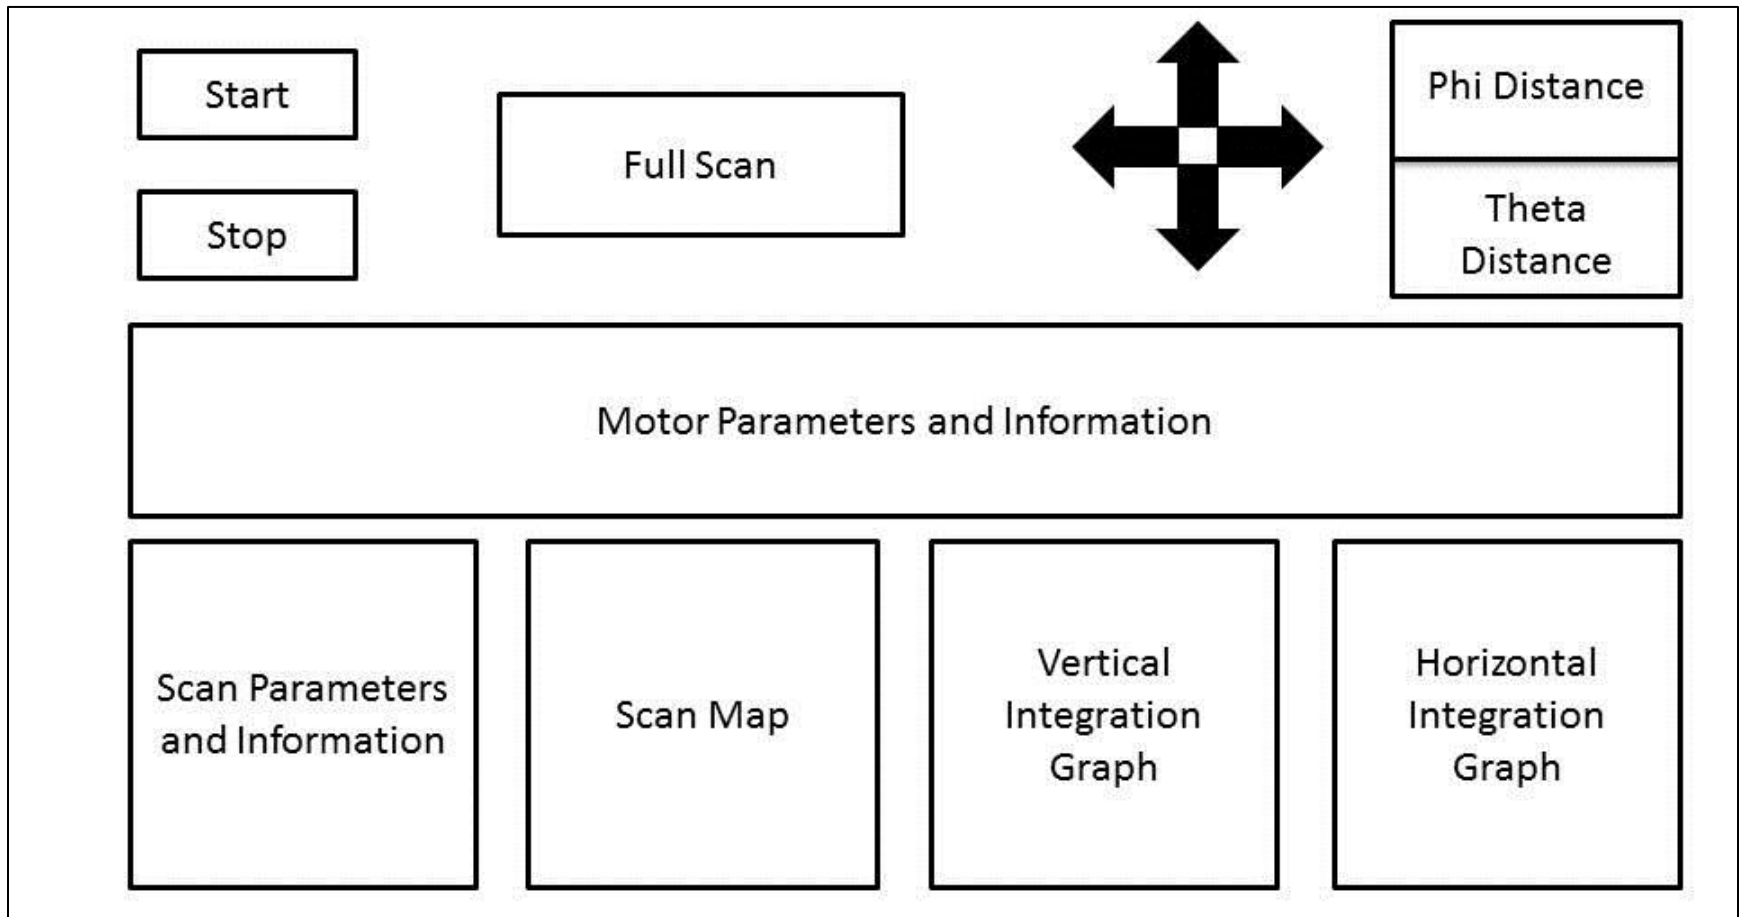 Start
Stop
Full Scan
Phi Distance
Theta
Distance
Motor Parameters and Information
Scan Parameters
and Information
Scan Map
Vertical
Integration
Graph
Horizontal
Integration
Graph